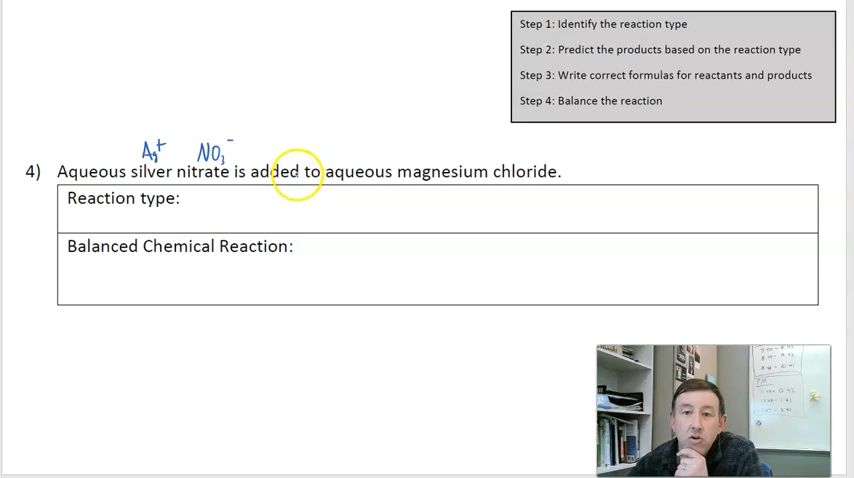 Step 1: Identify the reaction type
Step 2: Predict the products based on the reaction type
Step 3: Write correct formulas for reactants and products
Step 4: Balance the reaction
Ag⁺ NO₃⁻
4) Aqueous silver nitrate is added to aqueous magnesium chloride.
Reaction type:
Balanced Chemical Reaction:
P.M.